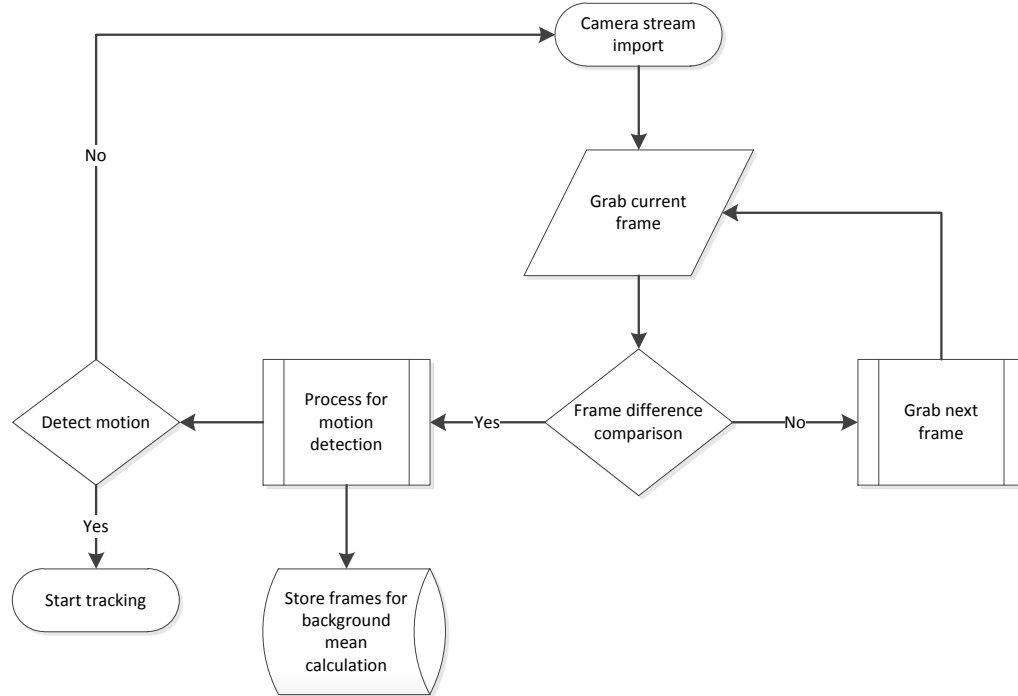 Camera stream
import
No
Grab current
frame
Detect motion
Process for
motion
detection
Yes
Frame difference
comparison
No
Grab next
frame
Yes
Start tracking
Store frames for
background
mean
calculation